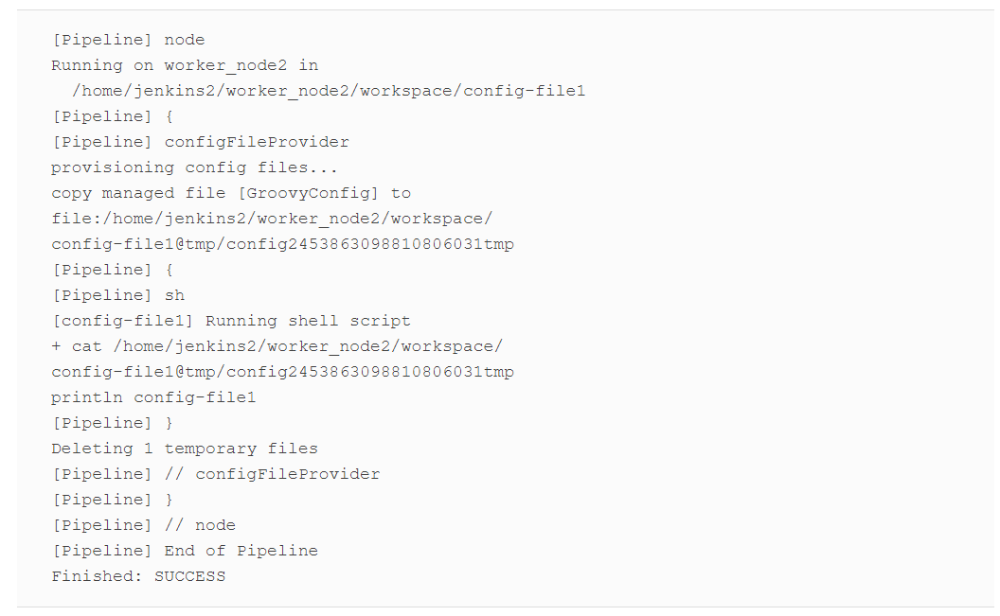 [Pipeline] node
Running on worker_node2 in
  /home/jenkins2/worker_node2/workspace/config-file1
[Pipeline] {
[Pipeline] configFileProvider
provisioning config files...
copy managed file [GroovyConfig] to
file:/home/jenkins2/worker_node2/workspace/
config-file1@tmp/config2453863098810806031tmp
[Pipeline] {
[Pipeline] sh
[config-file1] Running shell script
+ cat /home/jenkins2/worker_node2/workspace/
config-file1@tmp/config2453863098810806031tmp
println config-file1
[Pipeline] }
Deleting 1 temporary files
[Pipeline] // configFileProvider
[Pipeline] }
[Pipeline] // node
[Pipeline] End of Pipeline
Finished: SUCCESS